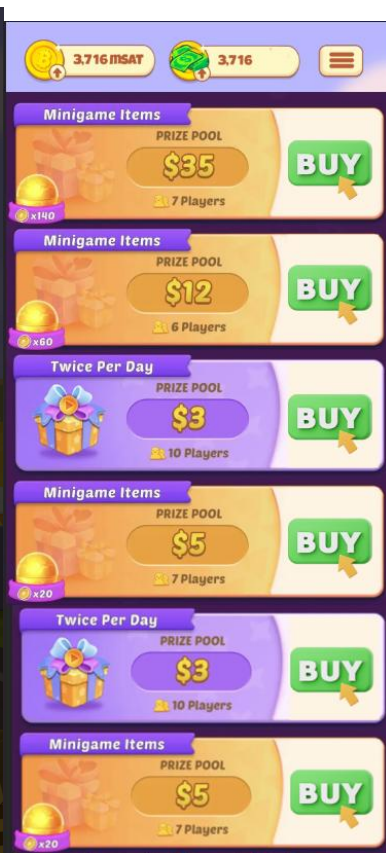 3,716 mSAT
3,716
Minigame Items
PRIZE POOL
$35
BUY
7 Players
x140
Minigame Items
PRIZE POOL
$12
BUY
6 Players
x60
Twice Per Day
PRIZE POOL
$3
BUY
10 Players
Minigame Items
PRIZE POOL
$5
BUY
7 Players
x20
Twice Per Day
PRIZE POOL
$3
BUY
10 Players
Minigame Items
PRIZE POOL
$5
BUY
7 Players
x20